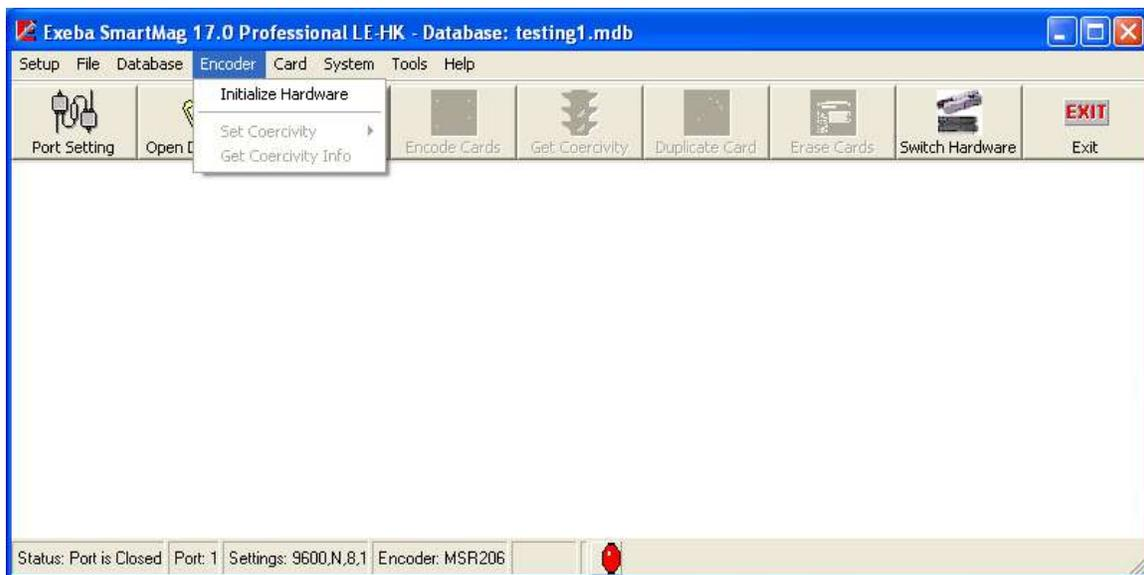 Exeba SmartMag 17.0 Professional LE-HK - Database: testing1.mdb
Setup File Database Encoder Card System Tools Help
Initialize Hardware
Set Coercivity
Get Coercivity Info
Port Setting Open D Encode Cards Get Coercivity Duplicate Card Erase Cards Switch Hardware EXIT Exit
Status: Port is Closed Port: 1 Settings: 9600,N,8,1 Encoder: MSR206